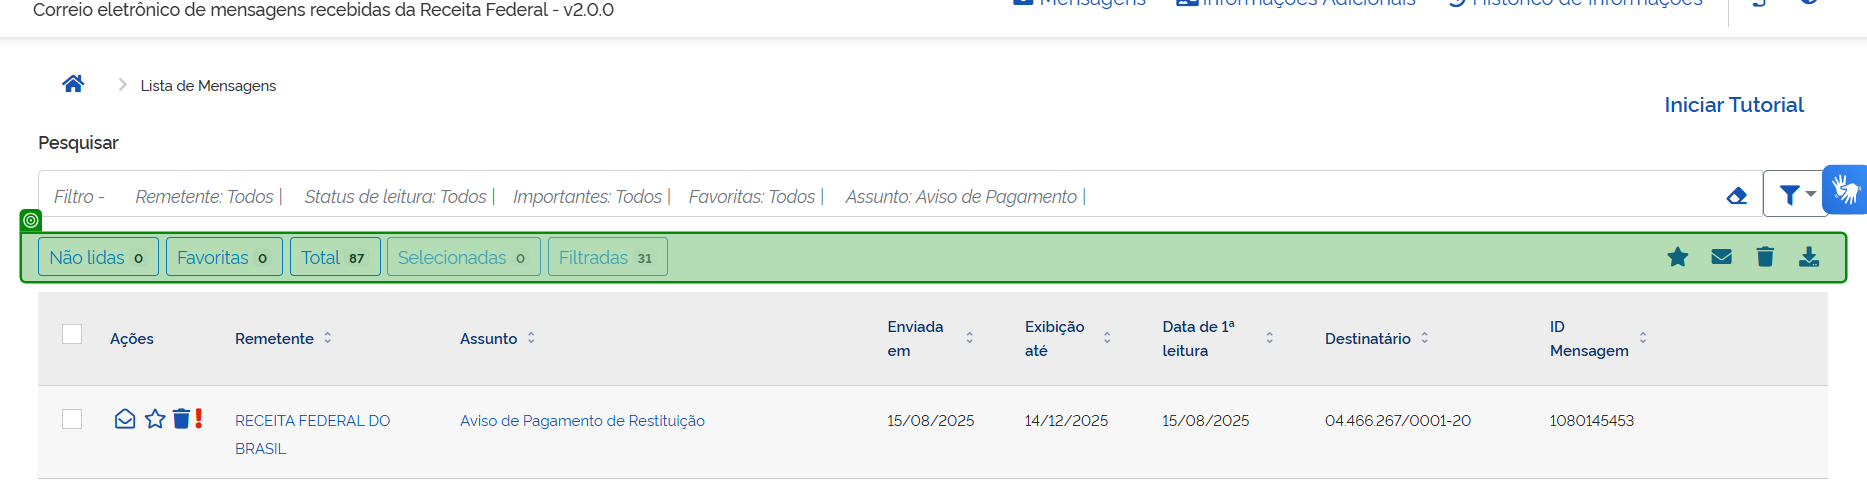 Correio eletrônico de mensagens recebidas da Receita Federal - v2.0.0
Mensagens Informações Adicionais Histórico de Informações
Lista de Mensagens
Iniciar Tutorial
Pesquisar
Filtro - Remetente: Todos | Status de leitura: Todos | Importantes: Todos | Favoritas: Todos | Assunto: Aviso de Pagamento |
Não lidas 0 Favoritas 0 Total 87 Selecionadas 0 Filtradas 31
Ações Remetente Assunto Enviada em Exibição até Data de 1ª leitura Destinatário ID Mensagem
RECEITA FEDERAL DO BRASIL Aviso de Pagamento de Restituição 15/08/2025 14/12/2025 15/08/2025 04.466.267/0001-20 1080145453